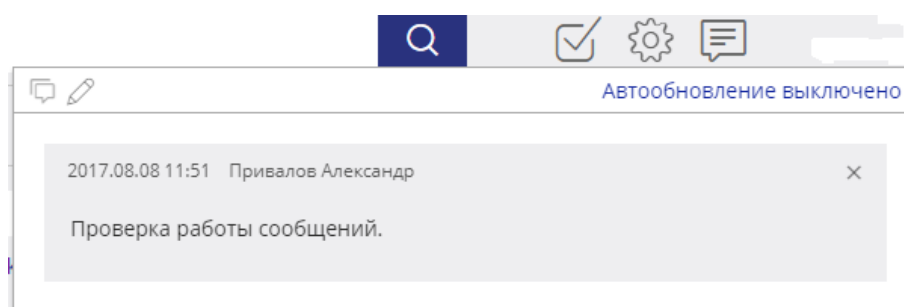 Автообновление выключено
2017.08.08 11:51 Привалов Александр
Проверка работы сообщений.